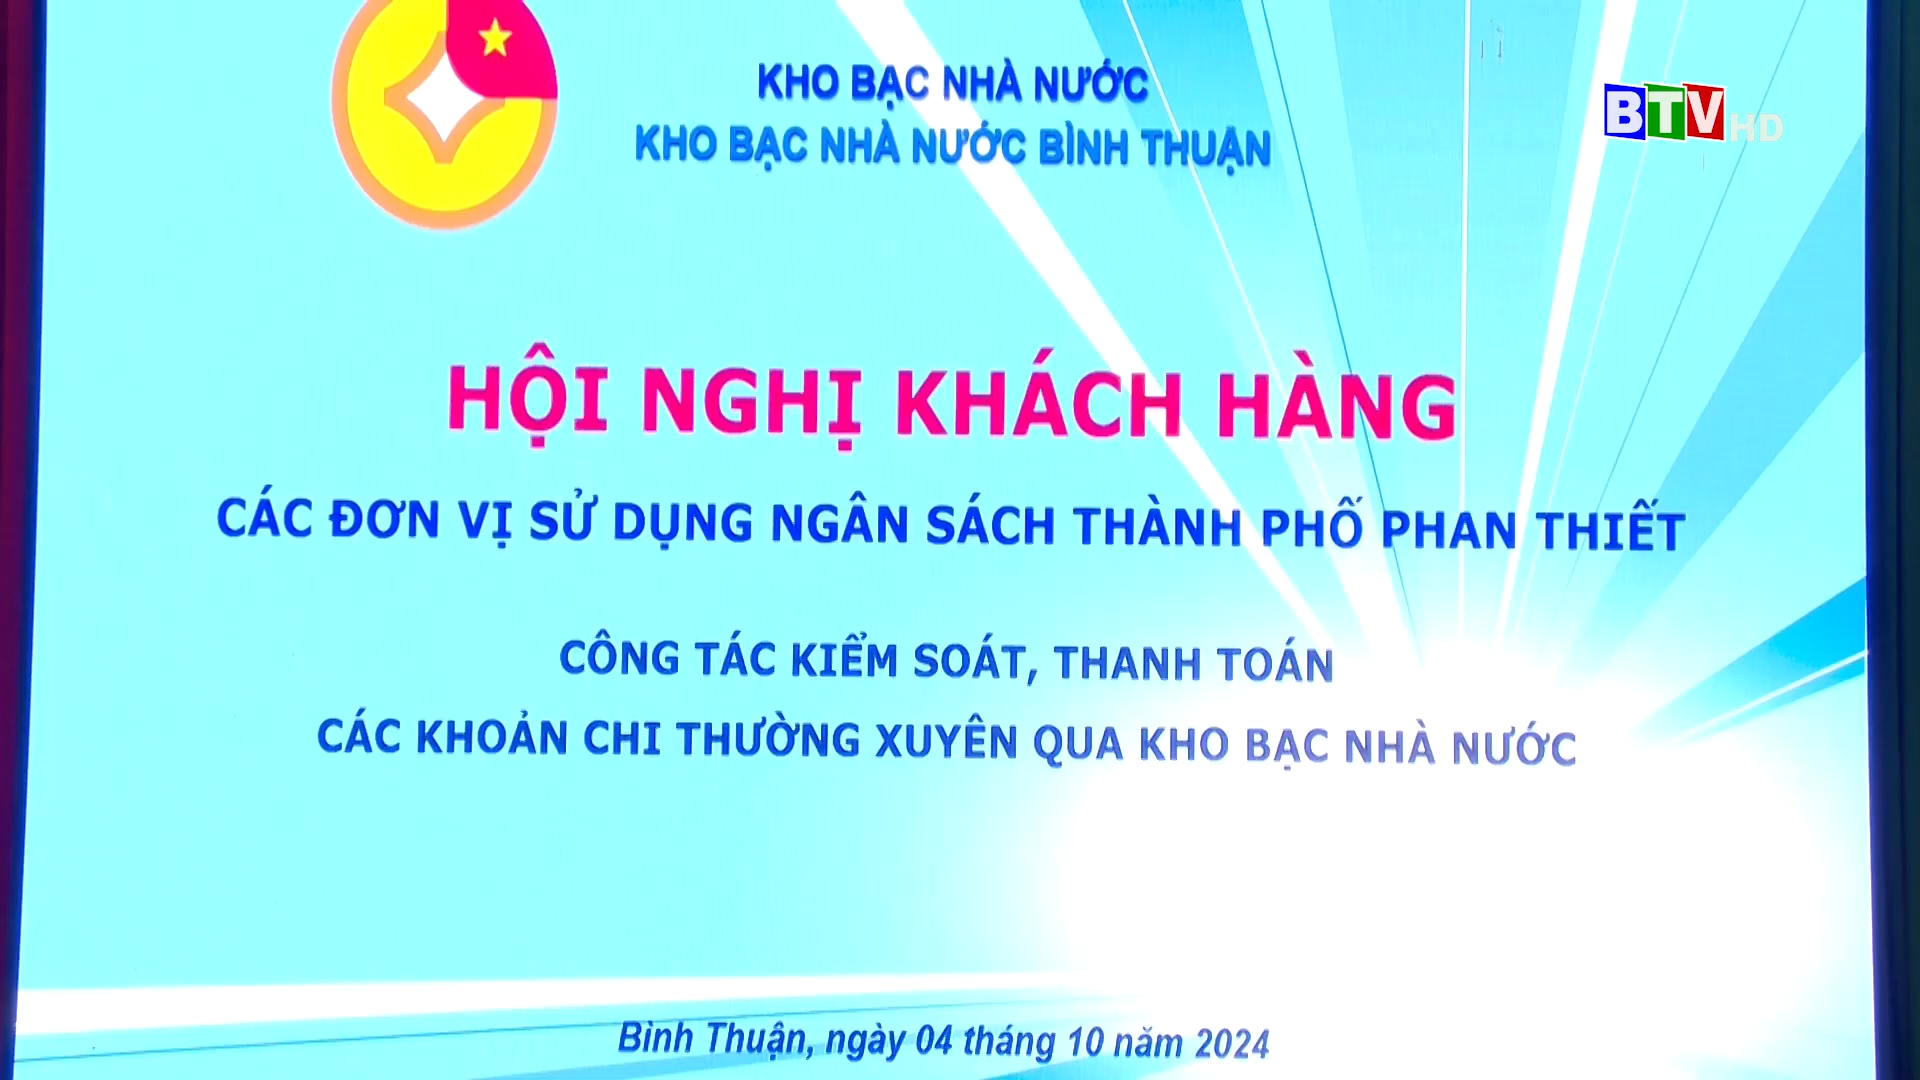 KHO BẠC NHÀ NƯỚC
KHO BẠC NHÀ NƯỚC BÌNH THUẬN
BTV HD
HỘI NGHỊ KHÁCH HÀNG
CÁC ĐƠN VỊ SỬ DỤNG NGÂN SÁCH THÀNH PHỐ PHAN THIẾT
CÔNG TÁC KIỂM SOÁT, THANH TOÁN
CÁC KHOẢN CHI THƯỜNG XUYÊN QUA KHO BẠC NHÀ NƯỚC
Bình Thuận, ngày 04 tháng 10 năm 2024